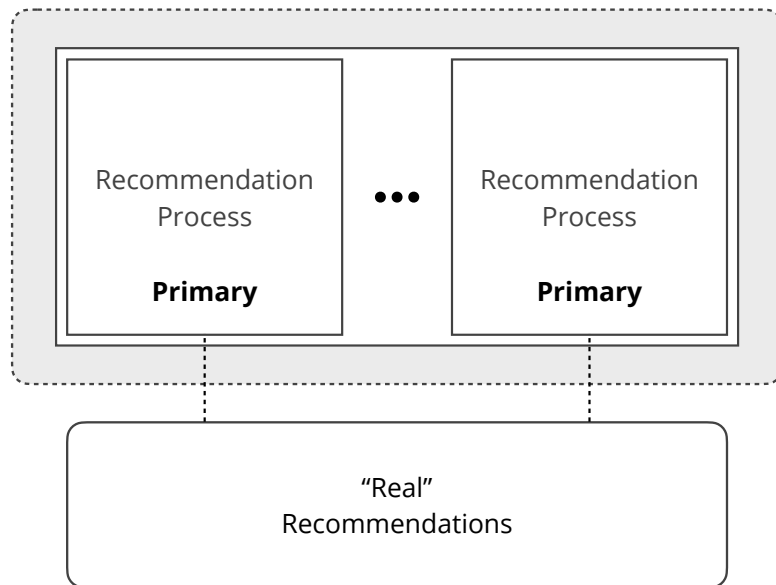 Recommendation
Process
Primary
•••
Recommendation
Process
Primary
“Real”
Recommendations